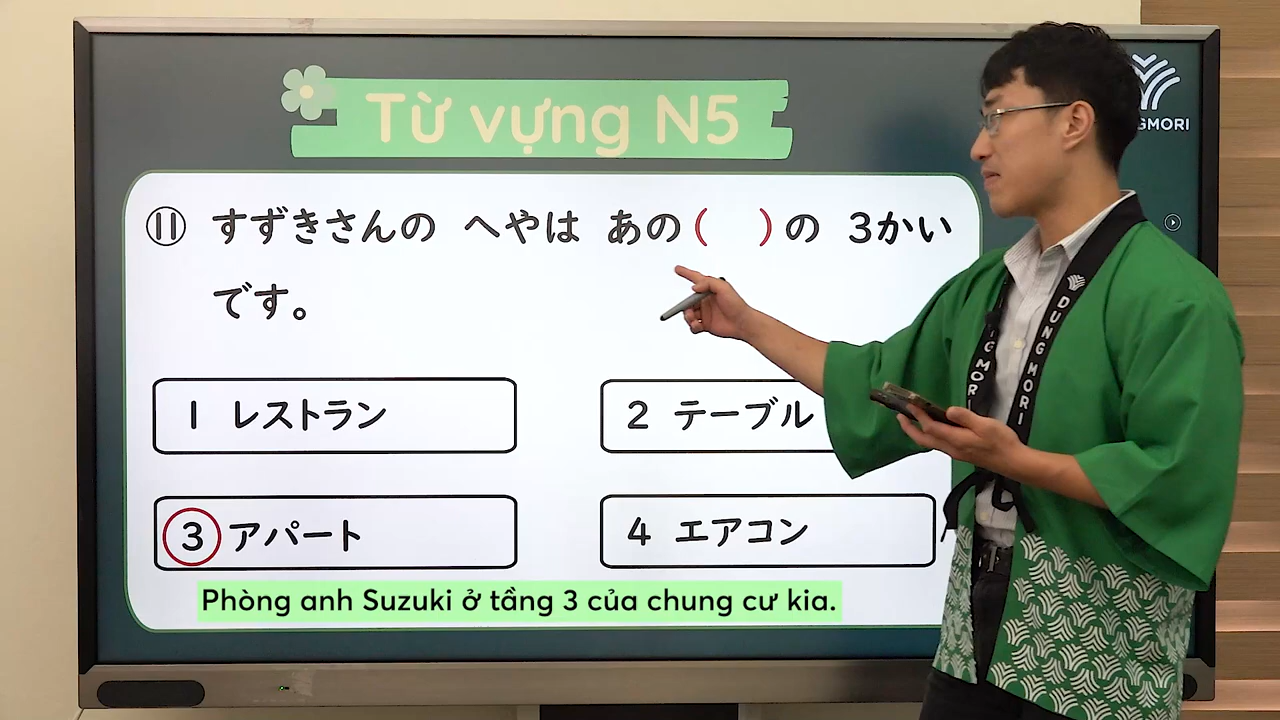 Từ vựng N5
GMORI
⑪ すずきさんの へやは あの( )の 3かい
です。
1 レストラン
2 テーブル
3 アパート
4 エアコン
Phòng anh Suzuki ở tầng 3 của chung cư kia.
DUNG MORI
NG MORI